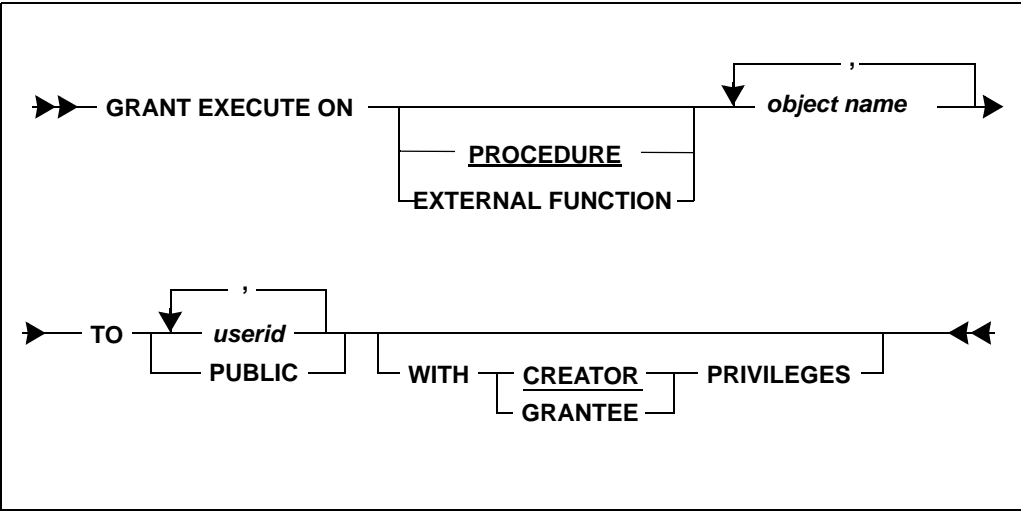 ,
GRANT EXECUTE ON object name
PROCEDURE
EXTERNAL FUNCTION
,
TO userid
PUBLIC
WITH CREATOR PRIVILEGES
GRANTEE